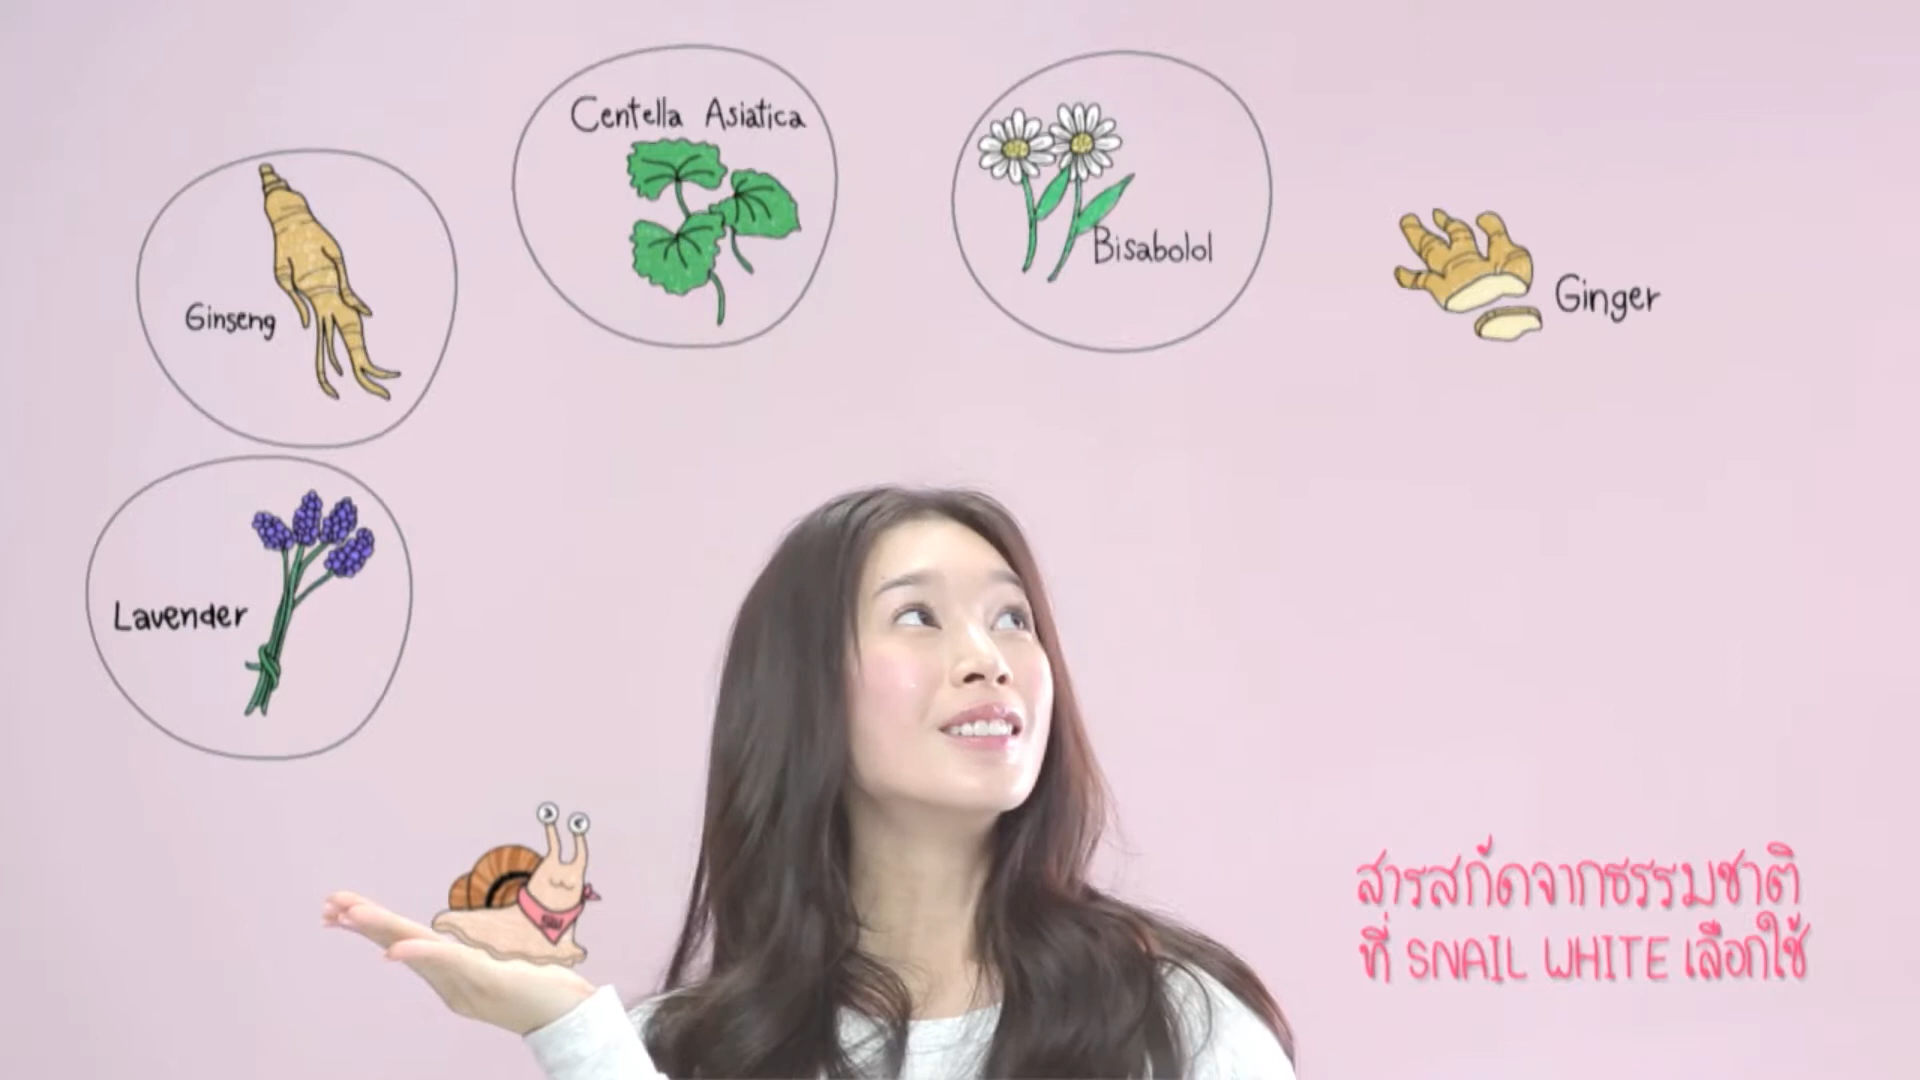 Centella Asiatica
Bisabolol
Ginseng
Ginger
Lavender
สารสกัดจากธรรมชาติ
ที่ SNAIL WHITE เลือกใช้